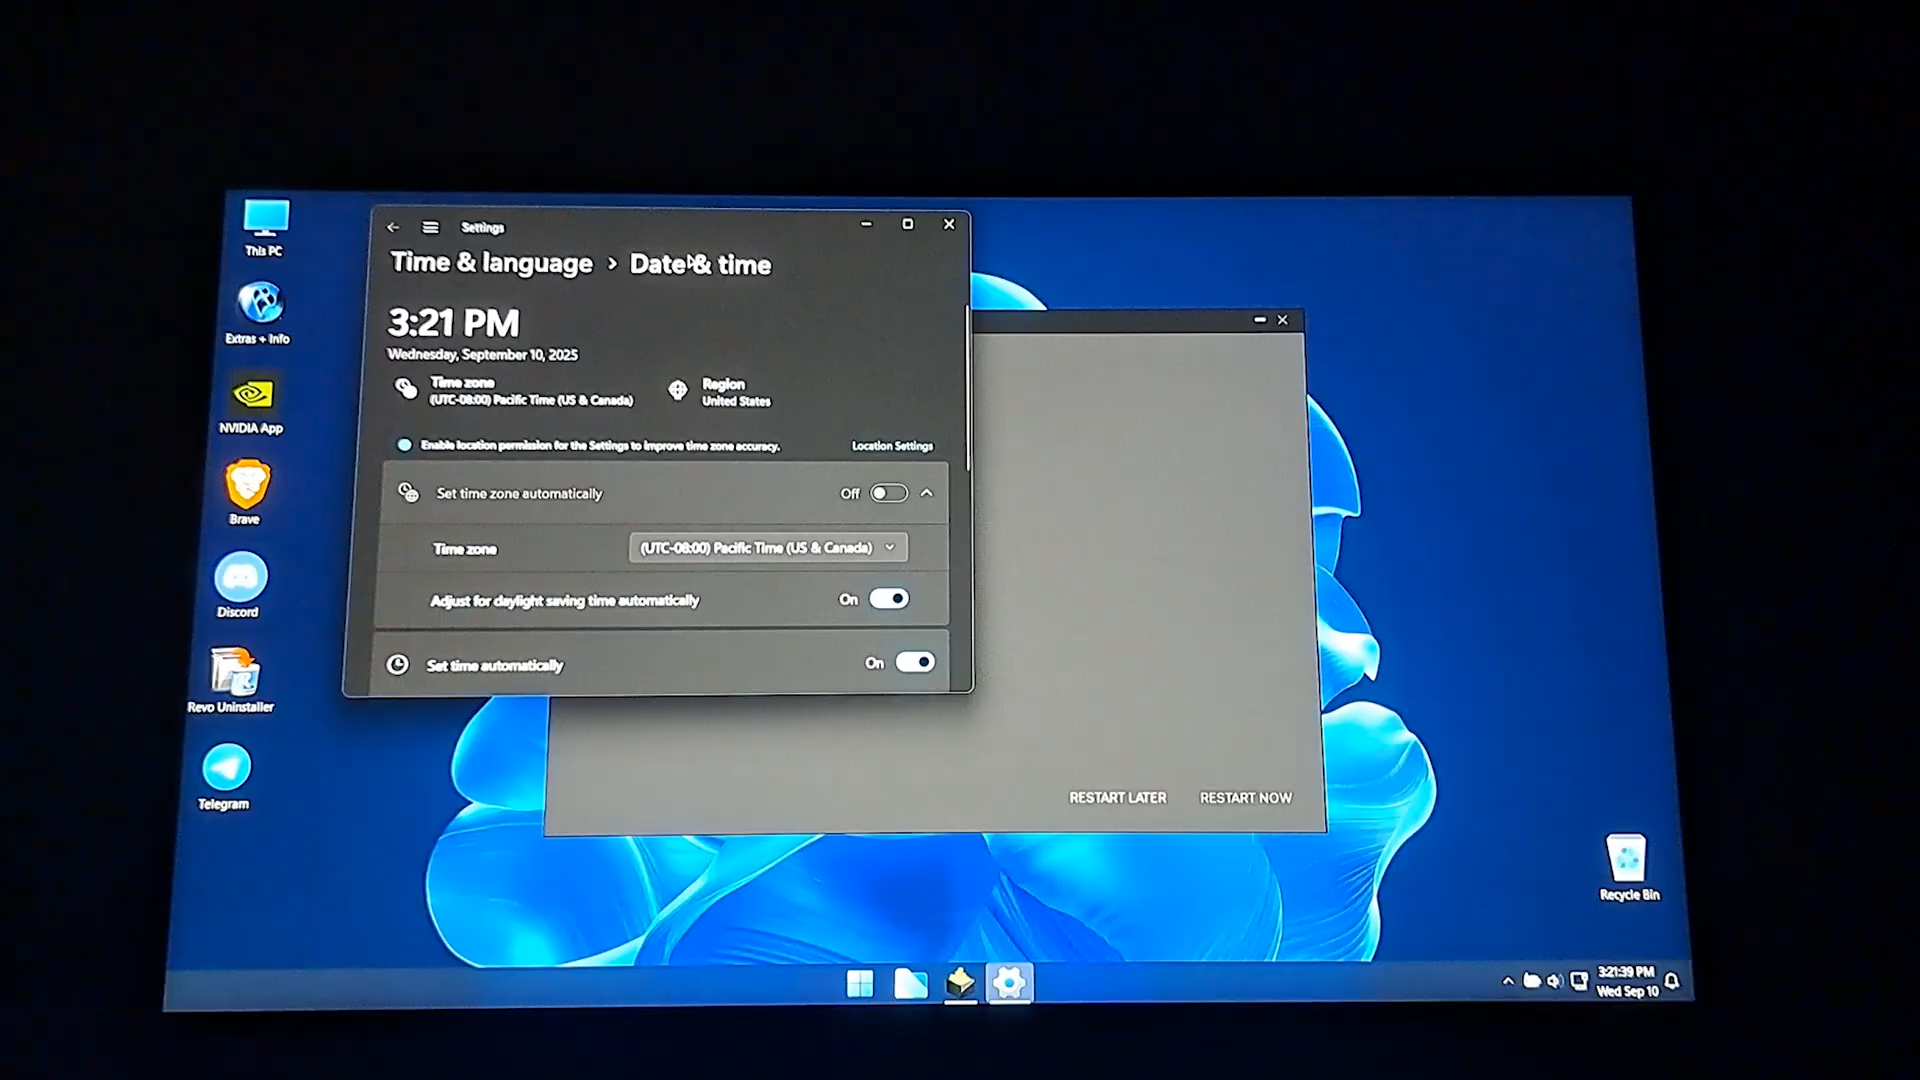 This PC
Extras + Info
NVIDIA App
Brave
Discord
Revo Uninstaller
Telegram
Settings
Time & language > Date & time
3:21 PM
Wednesday, September 10, 2025
Time zone
(UTC-08:00) Pacific Time (US & Canada)
Region
United States
Enable location permission for the Settings to improve time zone accuracy.
Location Settings
Set time zone automatically
Off
Time zone
(UTC-08:00) Pacific Time (US & Canada)
Adjust for daylight saving time automatically
On
Set time automatically
On
RESTART LATER
RESTART NOW
Recycle Bin
3:21:39 PM
Wed Sep 10